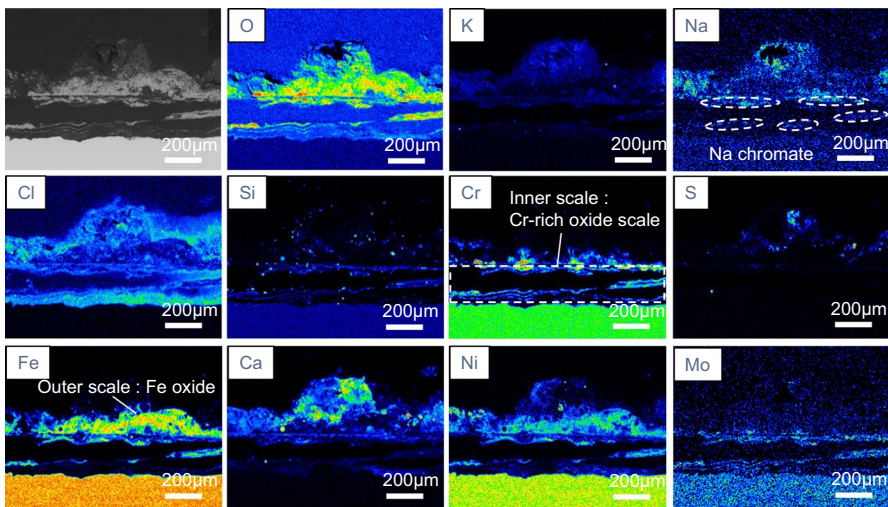 O
K
Na
200μm
200μm
200μm
Na chromate
200μm
Cl
Si
Cr
Inner scale :
Cr-rich oxide scale
S
200μm
200μm
200μm
200μm
Fe
Outer scale : Fe oxide
Ca
Ni
Mo
200μm
200μm
200μm
200μm